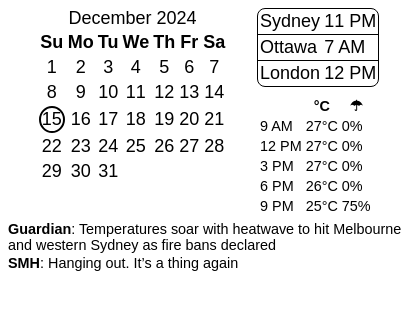 December 2024
Su Mo Tu We Th Fr Sa
1 2 3 4 5 6 7
8 9 10 11 12 13 14
15 16 17 18 19 20 21
22 23 24 25 26 27 28
29 30 31
Sydney 11 PM
Ottawa 7 AM
London 12 PM
°C ☂
9 AM 27°C 0%
12 PM 27°C 0%
3 PM 27°C 0%
6 PM 26°C 0%
9 PM 25°C 75%
Guardian: Temperatures soar with heatwave to hit Melbourne
and western Sydney as fire bans declared
SMH: Hanging out. It’s a thing again